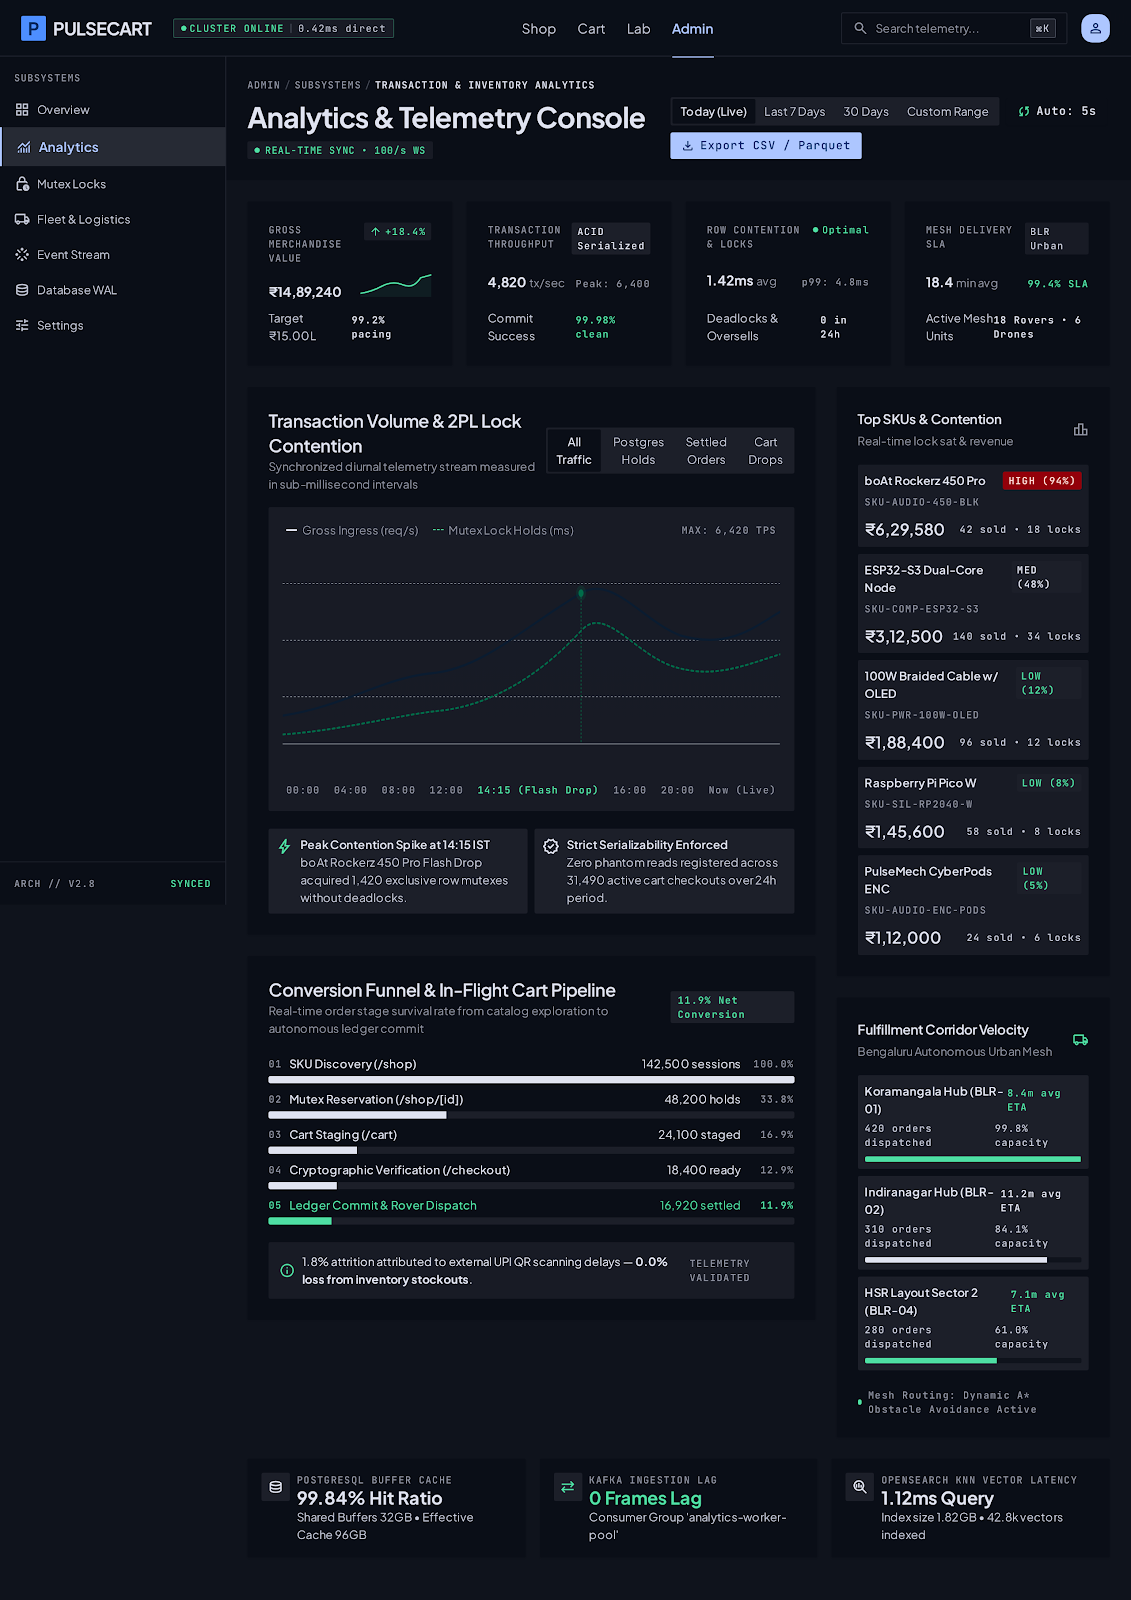 P PULSECART
CLUSTER ONLINE | 0.42ms direct
Shop Cart Lab Admin
Search telemetry... ⌘K
SUBSYSTEMS
Overview
Analytics
Mutex Locks
Fleet & Logistics
Event Stream
Database WAL
Settings
ARCH // V2.8 SYNCED
ADMIN / SUBSYSTEMS / TRANSACTION & INVENTORY ANALYTICS
Analytics & Telemetry Console
REAL-TIME SYNC • 100/s WS
Today (Live) Last 7 Days 30 Days Custom Range
Auto: 5s
Export CSV / Parquet
GROSS
MERCHANDISE
VALUE
↑ +18.4%
₹14,89,240
Target
₹15.00L
99.2%
pacing
TRANSACTION
THROUGHPUT
ACID
Serialized
4,820 tx/sec Peak: 6,400
Commit
Success
99.98%
clean
ROW CONTENTION
& LOCKS
Optimal
1.42ms avg p99: 4.8ms
Deadlocks &
Oversells
0 in
24h
MESH DELIVERY
SLA
BLR
Urban
18.4 min avg 99.4% SLA
Active Mesh
Units
18 Rovers • 6
Drones
Transaction Volume & 2PL Lock
Contention
Synchronized diurnal telemetry stream measured
in sub-millisecond intervals
All
Traffic
Postgres
Holds
Settled
Orders
Cart
Drops
Gross Ingress (req/s) Mutex Lock Holds (ms) MAX: 6,420 TPS
00:00 04:00 08:00 12:00 14:15 (Flash Drop) 16:00 20:00 Now (Live)
Peak Contention Spike at 14:15 IST
boAt Rockerz 450 Pro Flash Drop
acquired 1,420 exclusive row mutexes
without deadlocks.
Strict Serializability Enforced
Zero phantom reads registered across
31,490 active cart checkouts over 24h
period.
Top SKUs & Contention
Real-time lock sat & revenue
boAt Rockerz 450 Pro HIGH (94%)
SKU-AUDIO-450-BLK
₹6,29,580 42 sold • 18 locks
ESP32-S3 Dual-Core
Node
MED
(48%)
SKU-COMP-ESP32-S3
₹3,12,500 140 sold • 34 locks
100W Braided Cable w/
OLED
LOW
(12%)
SKU-PWR-100W-OLED
₹1,88,400 96 sold • 12 locks
Raspberry Pi Pico W LOW (8%)
SKU-SIL-RP2040-W
₹1,45,600 58 sold • 8 locks
PulseMech CyberPods
ENC
LOW
(5%)
SKU-AUDIO-ENC-PODS
₹1,12,000 24 sold • 6 locks
Conversion Funnel & In-Flight Cart Pipeline
Real-time order stage survival rate from catalog exploration to
autonomous ledger commit
11.9% Net
Conversion
01 SKU Discovery (/shop) 142,500 sessions 100.0%
02 Mutex Reservation (/shop/[id]) 48,200 holds 33.8%
03 Cart Staging (/cart) 24,100 staged 16.9%
04 Cryptographic Verification (/checkout) 18,400 ready 12.9%
05 Ledger Commit & Rover Dispatch 16,920 settled 11.9%
1.8% attrition attributed to external UPI QR scanning delays — 0.0%
loss from inventory stockouts.
TELEMETRY
VALIDATED
Fulfillment Corridor Velocity
Bengaluru Autonomous Urban Mesh
Koramangala Hub (BLR-
01)
8.4m avg
ETA
420 orders
dispatched
99.8%
capacity
Indiranagar Hub (BLR-
02)
11.2m avg
ETA
310 orders
dispatched
84.1%
capacity
HSR Layout Sector 2
(BLR-04)
7.1m avg
ETA
280 orders
dispatched
61.0%
capacity
Mesh Routing: Dynamic A*
Obstacle Avoidance Active
POSTGRESQL BUFFER CACHE
99.84% Hit Ratio
Shared Buffers 32GB • Effective
Cache 96GB
KAFKA INGESTION LAG
0 Frames Lag
Consumer Group 'analytics-worker-
pool'
OPENSEARCH KNN VECTOR LATENCY
1.12ms Query
Index size 1.82GB • 42.8k vectors
indexed